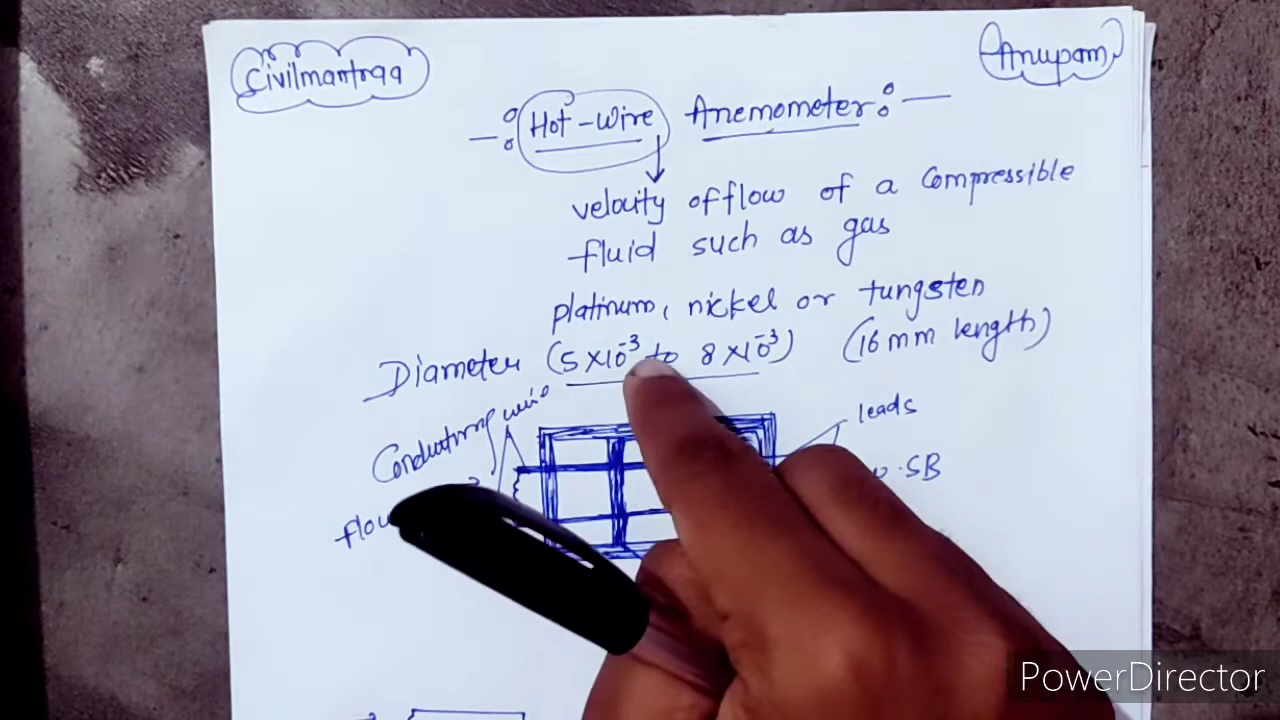 Civilmantraa
Anupam
Hot-Wire Anemometer
velocity of flow of a compressible
fluid such as gas
platinum, nickel or tungsten
Diameter (5×10⁻³ to 8×10⁻³) (16 mm length)
Conducting wire
leads
SB
PowerDirector